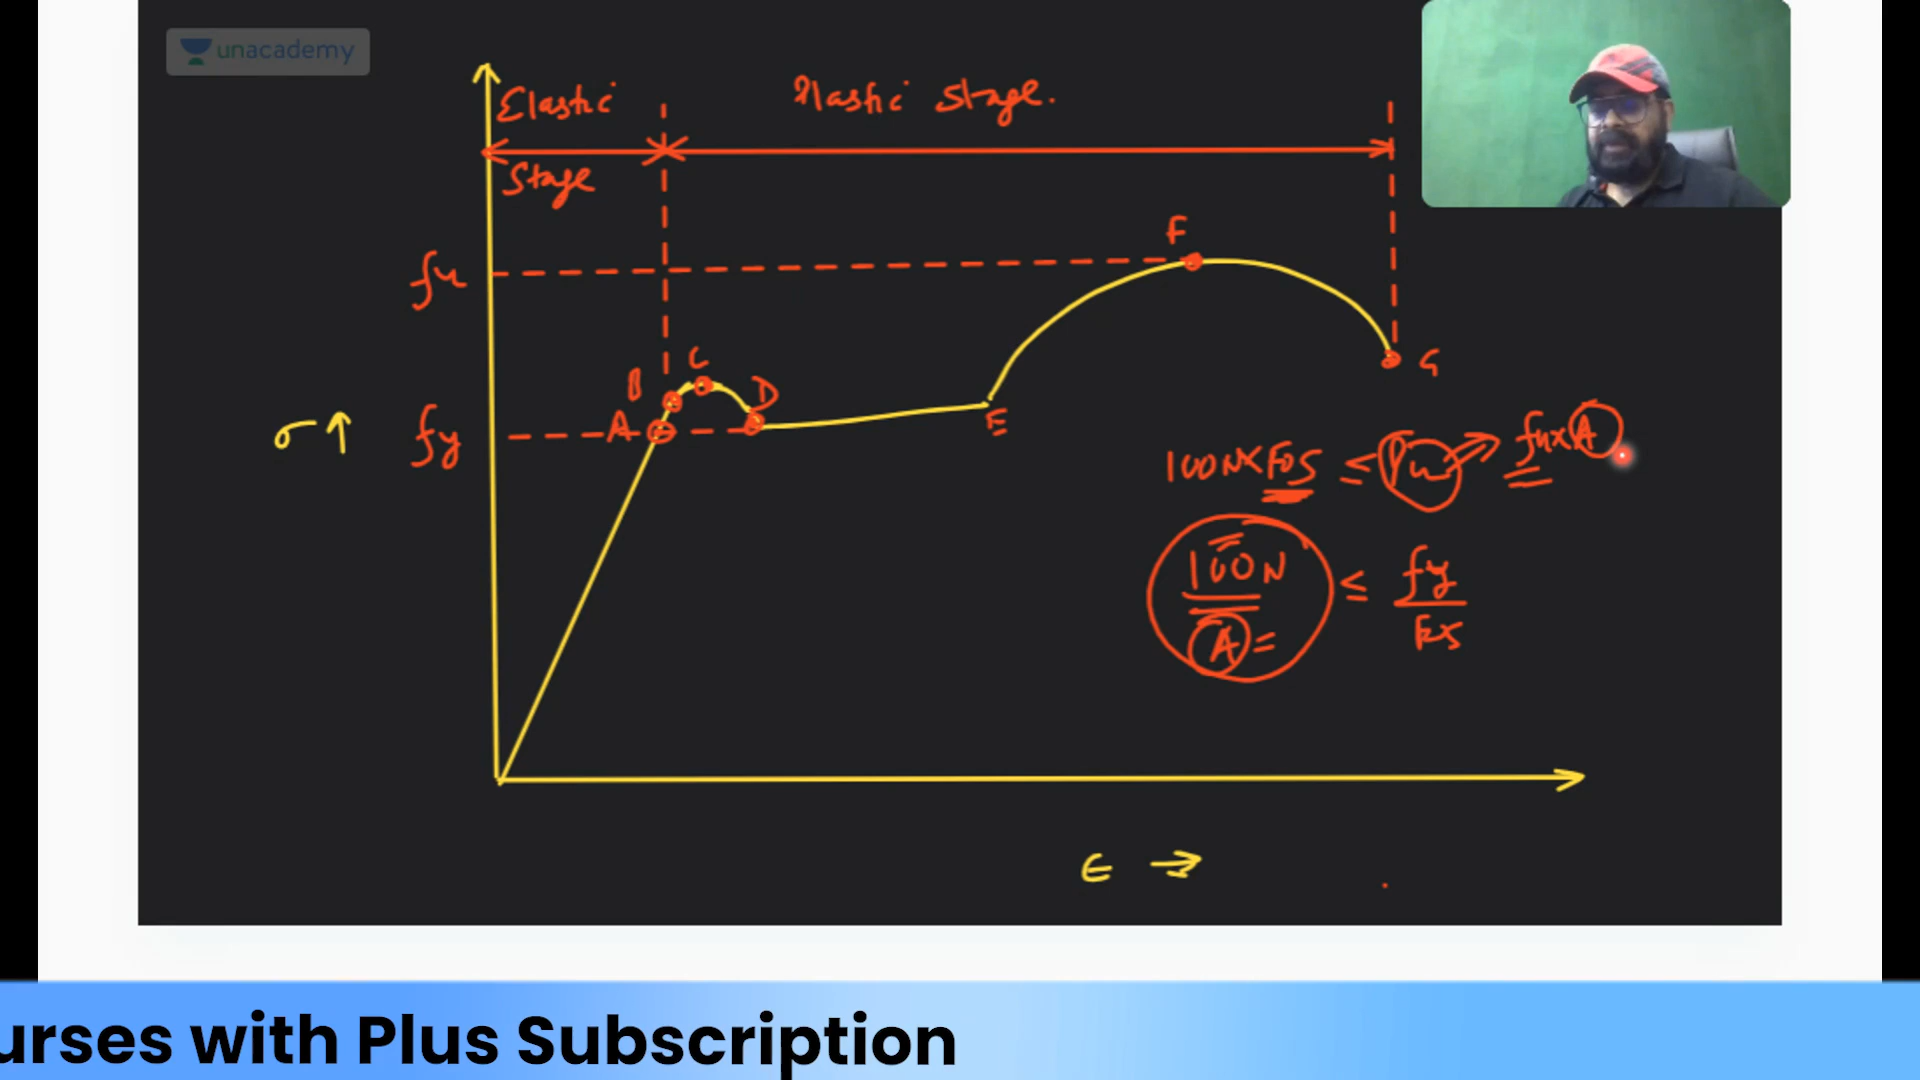 unacademy
Elastic
Plastic Stage.
Stage
F
fu
C
B
D
G
A
E
σ↑
fy
100N×FOS ≤ Pu ⇒ fu×A
100N ≤ fy
A = FOS
ε →
urses with Plus Subscription